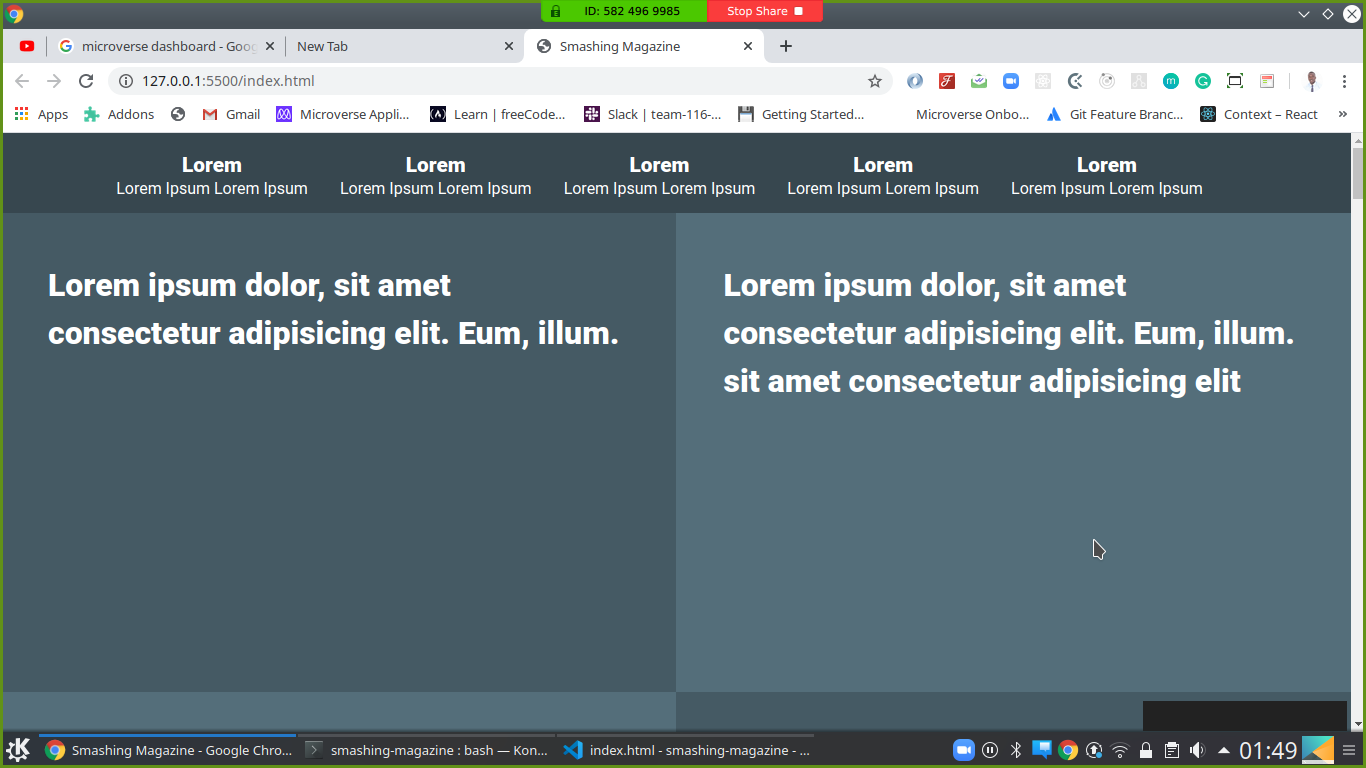 ID: 582 496 9985 Stop Share
microverse dashboard - Goog New Tab Smashing Magazine
127.0.0.1:5500/index.html
Apps Addons Gmail Microverse Appli... Learn | freeCode... Slack | team-116-... Getting Started... Microverse Onbo... Git Feature Branc... Context – React »
Lorem Lorem Lorem Lorem Lorem
Lorem Ipsum Lorem Ipsum Lorem Ipsum Lorem Ipsum Lorem Ipsum Lorem Ipsum Lorem Ipsum Lorem Ipsum Lorem Ipsum Lorem Ipsum
Lorem ipsum dolor, sit amet
consectetur adipisicing elit. Eum, illum.
Lorem ipsum dolor, sit amet
consectetur adipisicing elit. Eum, illum.
sit amet consectetur adipisicing elit
Smashing Magazine - Google Chro... smashing-magazine : bash — Kon... index.html - smashing-magazine - ... 01:49